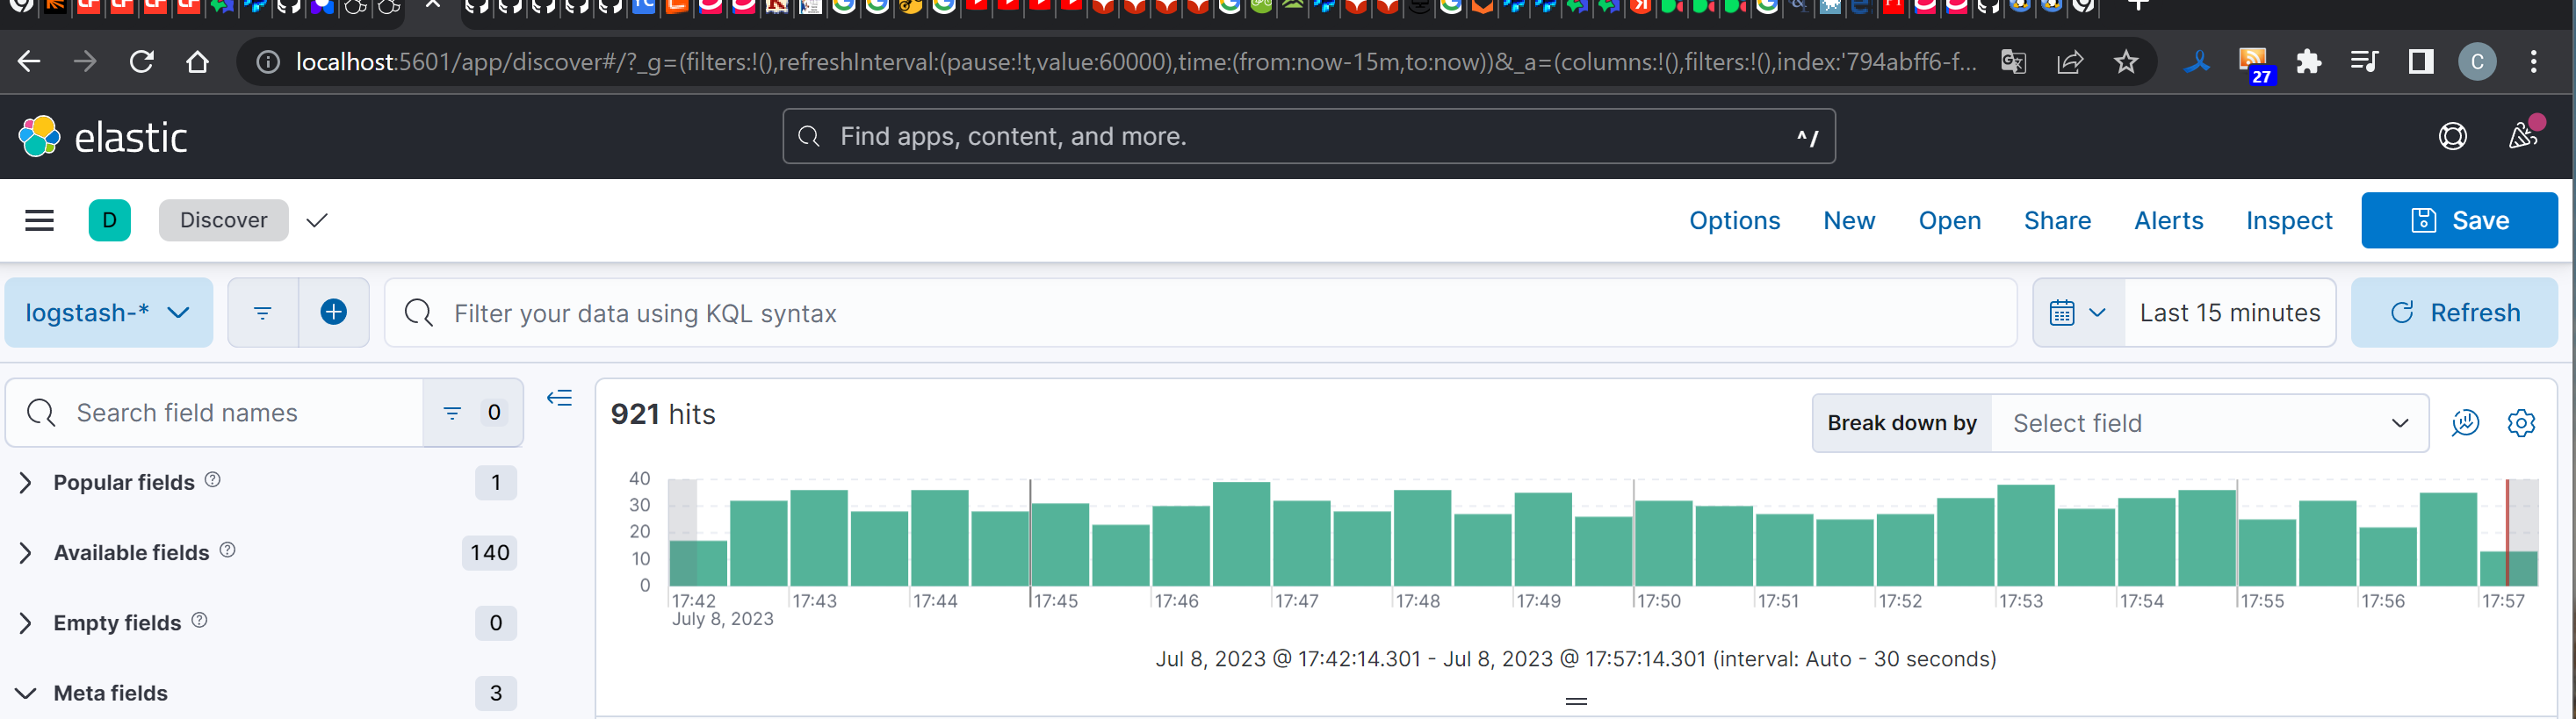 localhost:5601/app/discover#/?_g=(filters:!(),refreshInterval:(pause:!t,value:60000),time:(from:now-15m,to:now))&_a=(columns:!(),filters:!(),index:'794abff6-f...
27
C
elastic
Find apps, content, and more.
^/
D
Discover
Options
New
Open
Share
Alerts
Inspect
Save
logstash-*
Filter your data using KQL syntax
Last 15 minutes
Refresh
Search field names
0
921 hits
Break down by
Select field
Popular fields
1
Available fields
140
Empty fields
0
Meta fields
3
40
30
20
10
0
17:42
17:43
17:44
17:45
17:46
17:47
17:48
17:49
17:50
17:51
17:52
17:53
17:54
17:55
17:56
17:57
July 8, 2023
Jul 8, 2023 @ 17:42:14.301 - Jul 8, 2023 @ 17:57:14.301 (interval: Auto - 30 seconds)